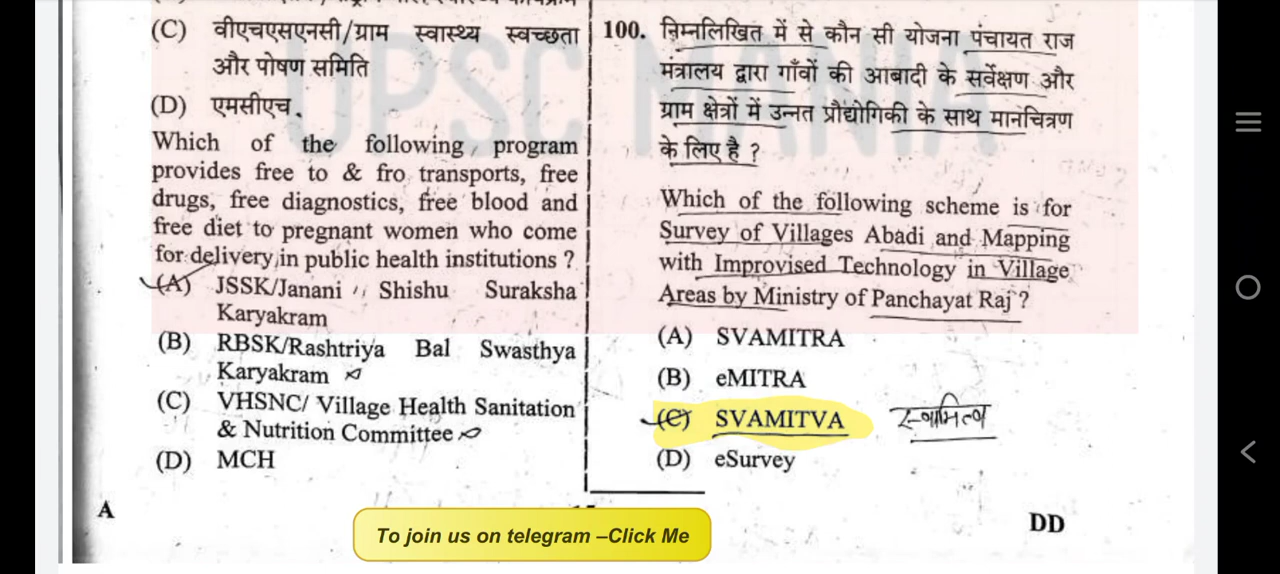 (C) वीएचएसएनसी/ग्राम स्वास्थ्य स्वच्छता
और पोषण समिति
(D) एमसीएच.
Which of the following program
provides free to & fro transports, free
drugs, free diagnostics, free blood and
free diet to pregnant women who come
for delivery in public health institutions ?
(A) JSSK/Janani Shishu Suraksha
Karyakram
(B) RBSK/Rashtriya Bal Swasthya
Karyakram
(C) VHSNC/ Village Health Sanitation
& Nutrition Committee
(D) MCH
A
100. निम्नलिखित में से कौन सी योजना पंचायत राज
मंत्रालय द्वारा गाँवों की आबादी के सर्वेक्षण और
ग्राम क्षेत्रों में उन्नत प्रौद्योगिकी के साथ मानचित्रण
के लिए है ?
Which of the following scheme is for
Survey of Villages Abadi and Mapping
with Improvised Technology in Village
Areas by Ministry of Panchayat Raj ?
(A) SVAMITRA
(B) eMITRA
(C) SVAMITVA स्वामित्व
(D) eSurvey
DD
UPSC MANIA
To join us on telegram –Click Me